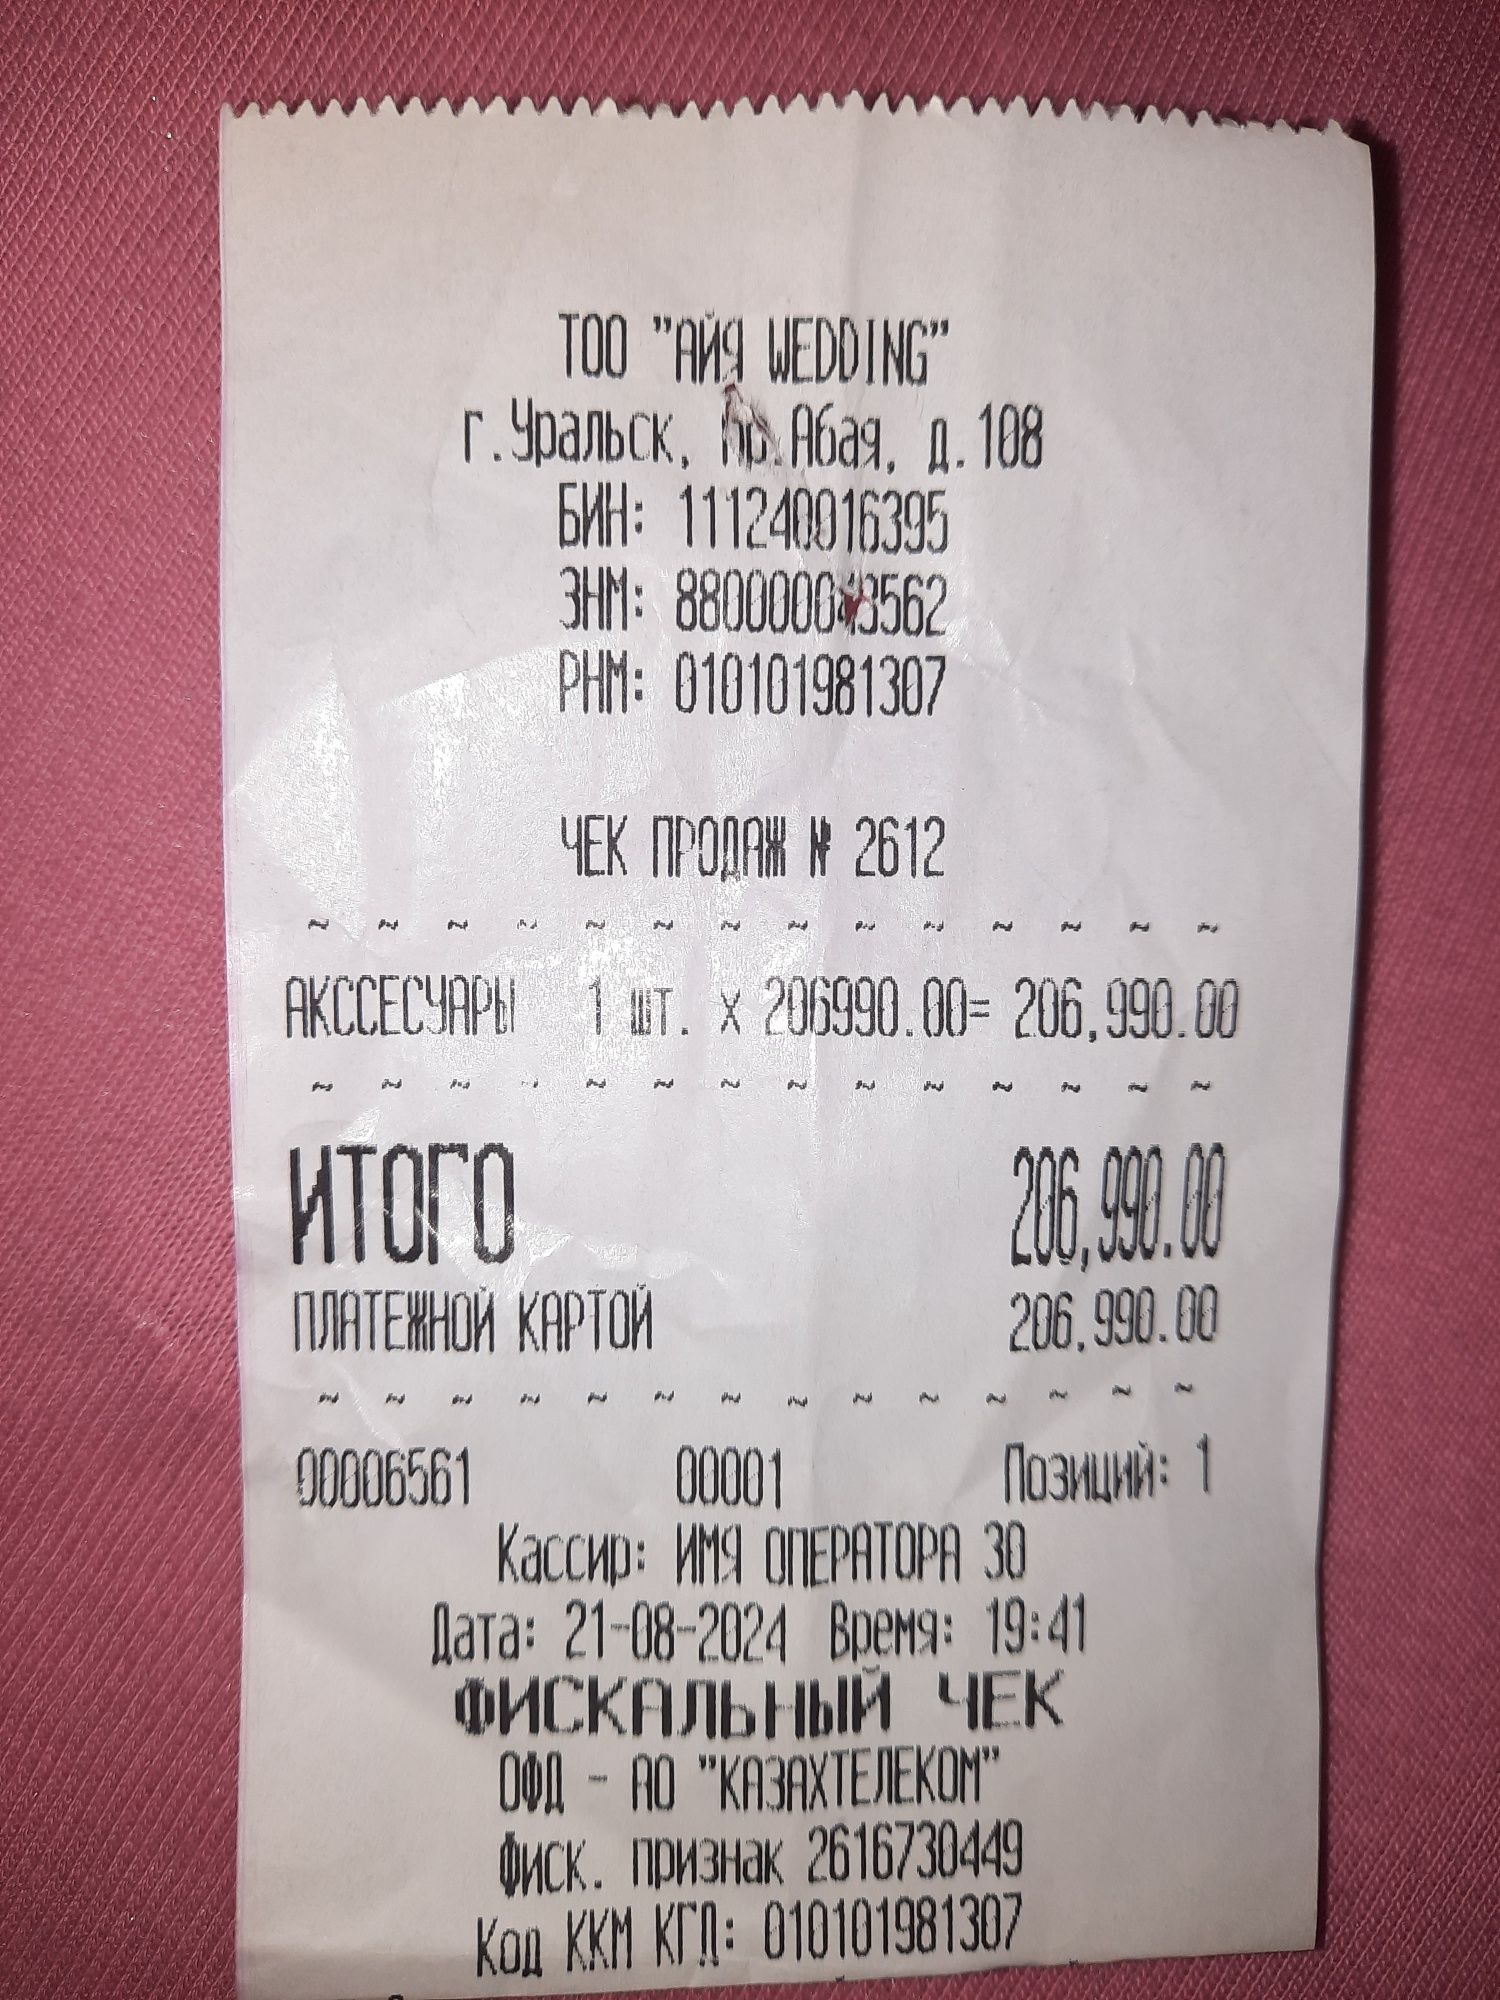 ТОО "АЙЯ WEDDING"
г.Уральск, пр.Абая, д.108
БИН: 111240016395
ЗНМ: 880000043562
РНМ: 010101981307
ЧЕК ПРОДАЖ № 2612
~ ~ ~ ~ ~ ~ ~ ~ ~ ~ ~ ~ ~ ~
АКССЕСУАРЫ 1 шт. x 206990.00= 206,990.00
~ ~ ~ ~ ~ ~ ~ ~ ~ ~ ~ ~ ~ ~
ИТОГО 206,990.00
ПЛАТЕЖНОЙ КАРТОЙ 206,990.00
~ ~ ~ ~ ~ ~ ~ ~ ~ ~ ~ ~ ~ ~
00006561 00001 Позиций: 1
Кассир: ИМЯ ОПЕРАТОРА 30
Дата: 21-08-2024 Время: 19:41
ФИСКАЛЬНЫЙ ЧЕК
ОФД - АО "КАЗАХТЕЛЕКОМ"
Фиск. признак 2616730449
Код ККМ КГД: 010101981307